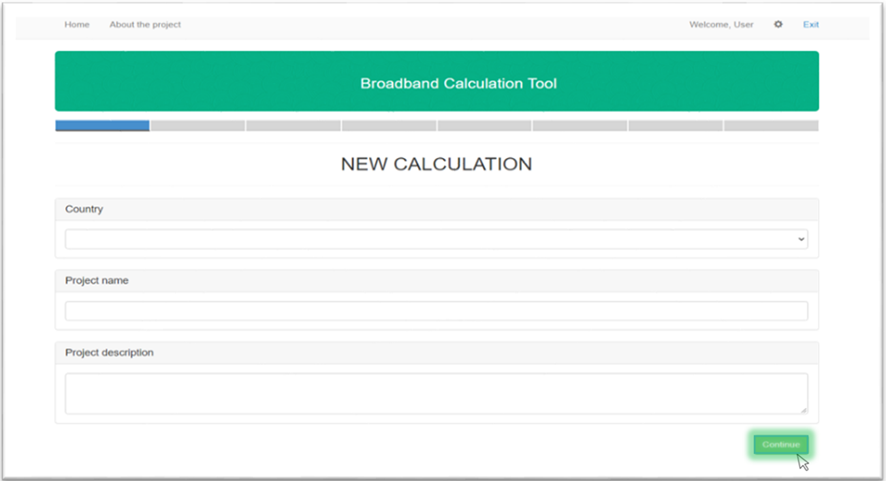 Home About the project Welcome, User Exit
Broadband Calculation Tool
NEW CALCULATION
Country
Project name
Project description
Continue